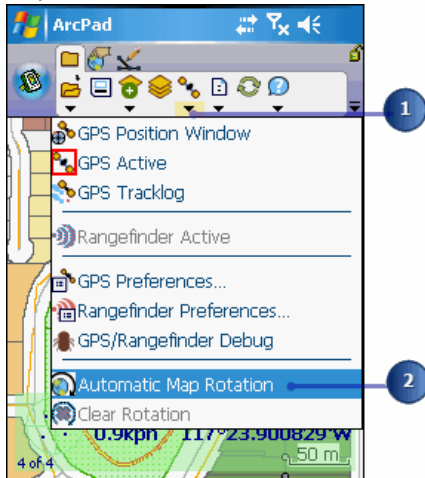 ArcPad
1
GPS Position Window
GPS Active
GPS Tracklog
Rangefinder Active
GPS Preferences...
Rangefinder Preferences...
GPS/Rangefinder Debug
Automatic Map Rotation
2
Clear Rotation
0.9kph 117°23.900829'W
4 of 4
50 m